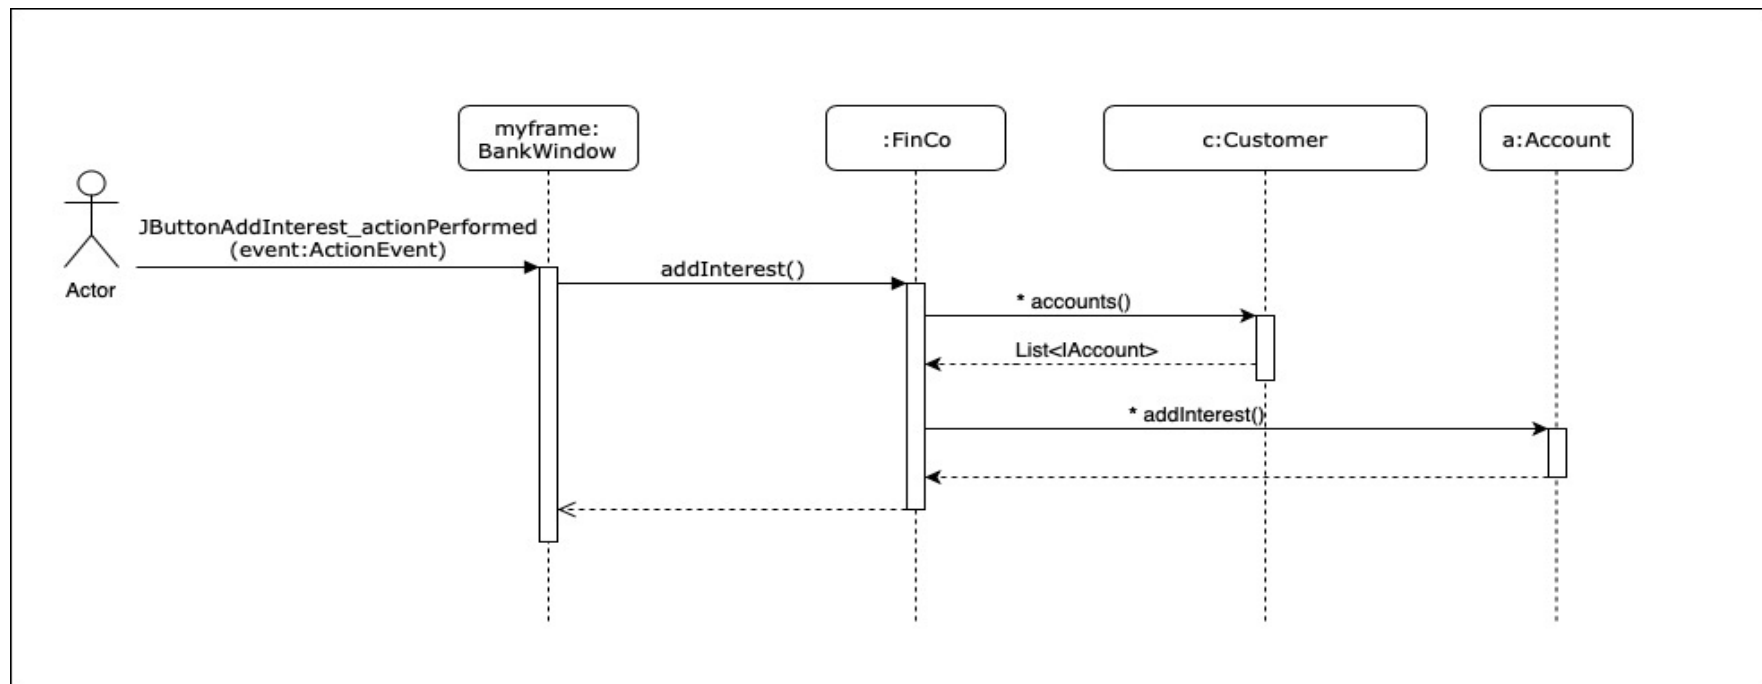 myframe:
BankWindow
:FinCo
c:Customer
a:Account
JButtonAddInterest_actionPerformed
(event:ActionEvent)
Actor
addInterest()
* accounts()
List<IAccount>
* addInterest()